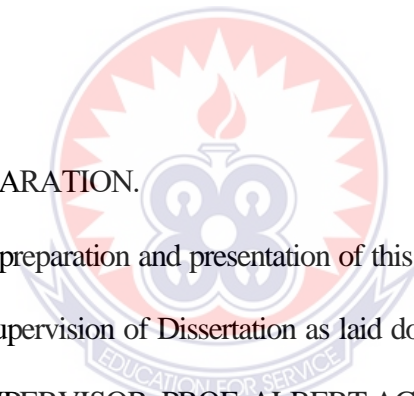 ARATION.
preparation and presentation of this
upervision of Dissertation as laid do
EDUCATION FOR SERVICE
PERVISOR: PROF. ALBERT AC